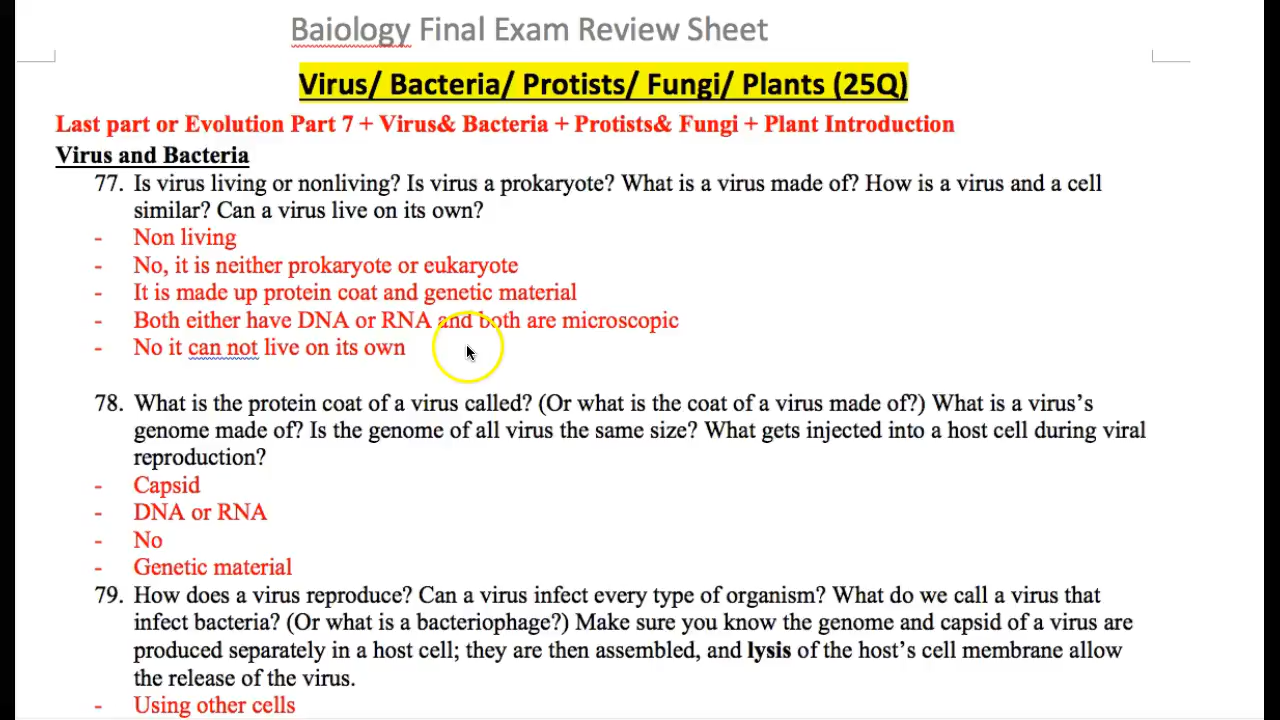 Baiology Final Exam Review Sheet
Virus/ Bacteria/ Protists/ Fungi/ Plants (25Q)
Last part or Evolution Part 7 + Virus& Bacteria + Protists& Fungi + Plant Introduction
Virus and Bacteria
77. Is virus living or nonliving? Is virus a prokaryote? What is a virus made of? How is a virus and a cell
similar? Can a virus live on its own?
- Non living
- No, it is neither prokaryote or eukaryote
- It is made up protein coat and genetic material
- Both either have DNA or RNA and both are microscopic
- No it can not live on its own
78. What is the protein coat of a virus called? (Or what is the coat of a virus made of?) What is a virus’s
genome made of? Is the genome of all virus the same size? What gets injected into a host cell during viral
reproduction?
- Capsid
- DNA or RNA
- No
- Genetic material
79. How does a virus reproduce? Can a virus infect every type of organism? What do we call a virus that
infect bacteria? (Or what is a bacteriophage?) Make sure you know the genome and capsid of a virus are
produced separately in a host cell; they are then assembled, and lysis of the host’s cell membrane allow
the release of the virus.
- Using other cells